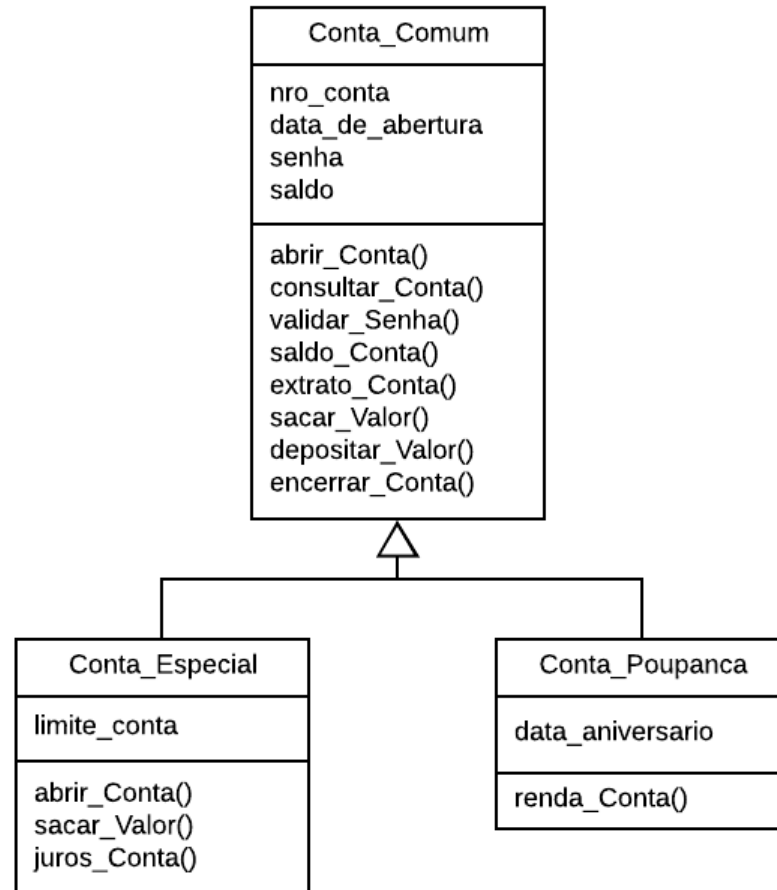 Conta_Comum
nro_conta
data_de_abertura
senha
saldo
abrir_Conta()
consultar_Conta()
validar_Senha()
saldo_Conta()
extrato_Conta()
sacar_Valor()
depositar_Valor()
encerrar_Conta()
Conta_Especial
limite_conta
abrir_Conta()
sacar_Valor()
juros_Conta()
Conta_Poupanca
data_aniversario
renda_Conta()